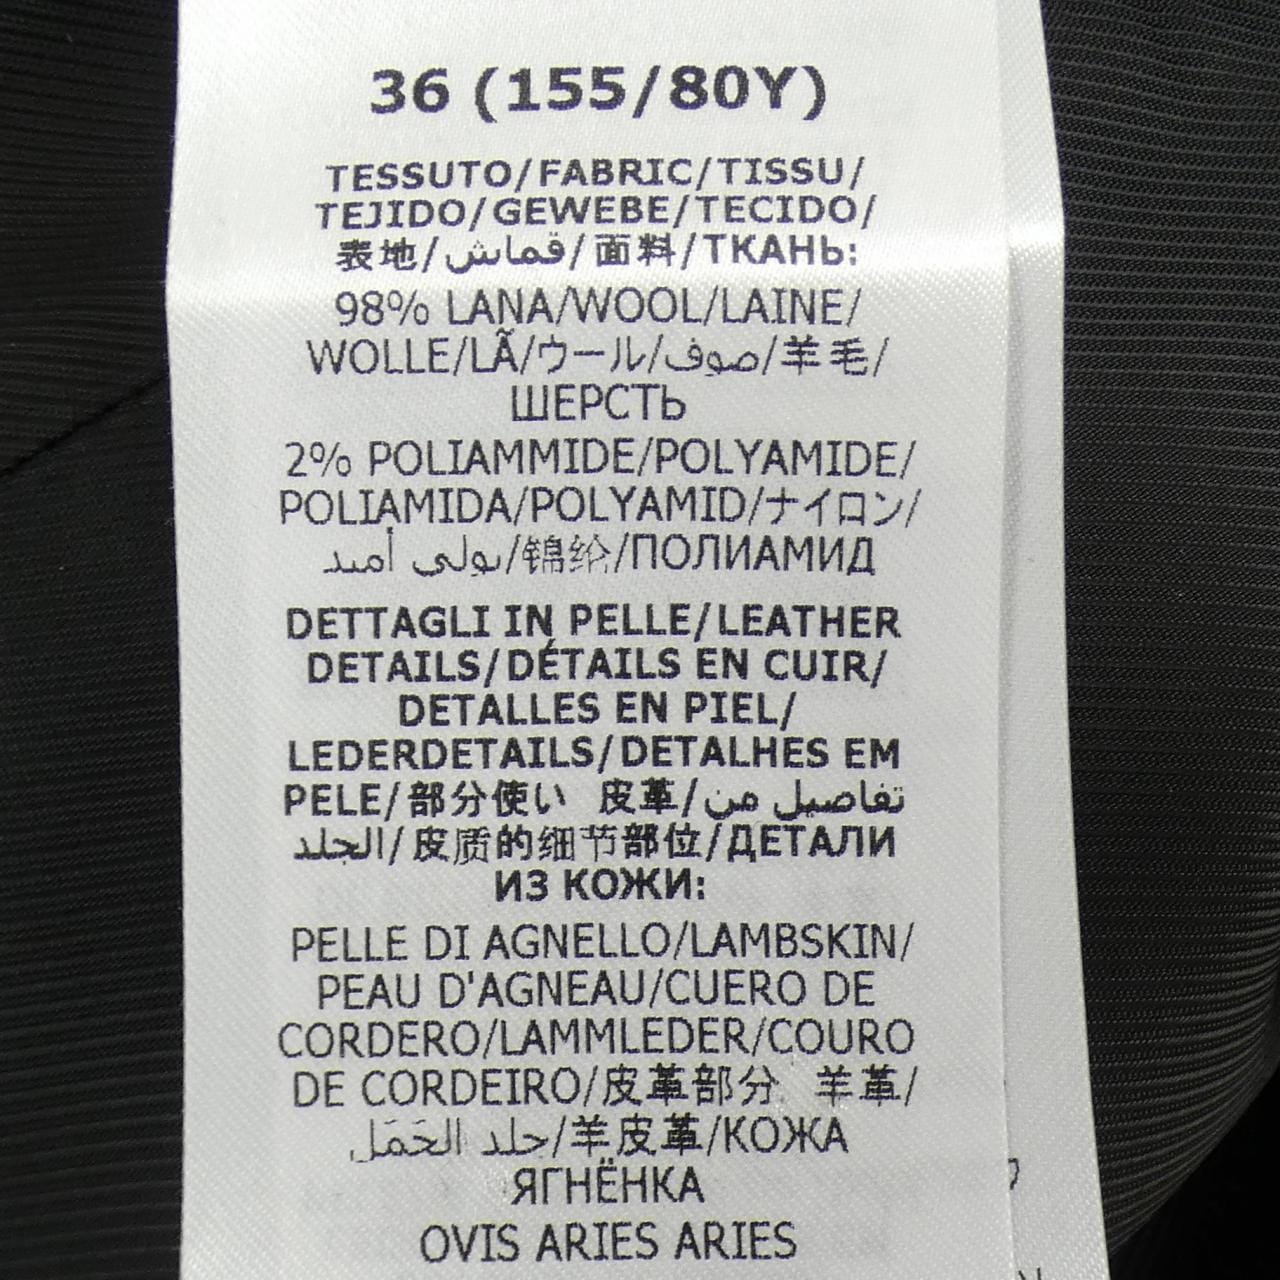 36 (155/80Y)
TESSUTO/FABRIC/TISSU/
TEJIDO/GEWEBE/TECIDO/
表地/قماش/面料/ТКАНЬ:
98% LANA/WOOL/LAINE/
WOLLE/LÃ/ウール/صوف/羊毛/
ШЕРСТЬ
2% POLIAMMIDE/POLYAMIDE/
POLIAMIDA/POLYAMID/ナイロン/
بولي أميد/锦纶/ПОЛИАМИД
DETTAGLI IN PELLE/LEATHER
DETAILS/DÉTAILS EN CUIR/
DETALLES EN PIEL/
LEDERDETAILS/DETALHES EM
PELE/部分使い 皮革/تفاصيل من
الجلد/皮质的细节部位/ДЕТАЛИ
ИЗ КОЖИ:
PELLE DI AGNELLO/LAMBSKIN/
PEAU D'AGNEAU/CUERO DE
CORDERO/LAMMLEDER/COURO
DE CORDEIRO/皮革部分 羊革/
جلد الحَمَل/羊皮革/КОЖА
ЯГНЁНКА
OVIS ARIES ARIES